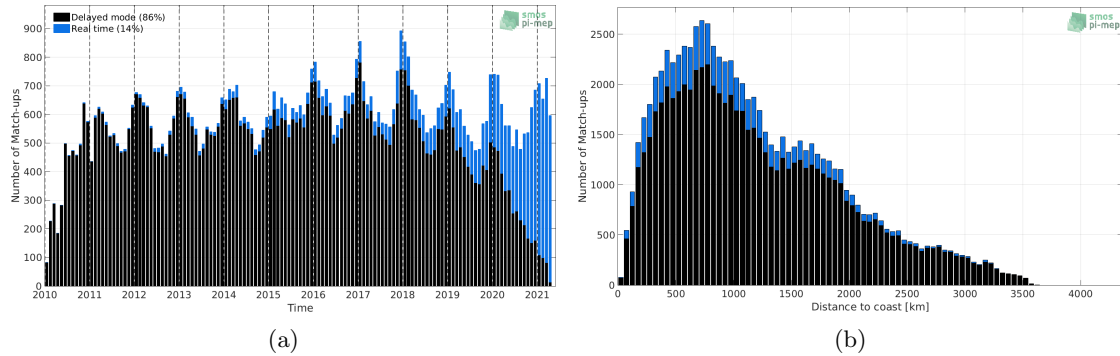 Delayed mode (86%)
Real time (14%)
smos
pi-mep
Number of Match-ups
900
800
700
600
500
400
300
200
100
0
2010 2011 2012 2013 2014 2015 2016 2017 2018 2019 2020 2021
Time
(a)
smos
pi-mep
Number of Match-ups
2500
2000
1500
1000
500
0
0 500 1000 1500 2000 2500 3000 3500 4000
Distance to coast [km]
(b)